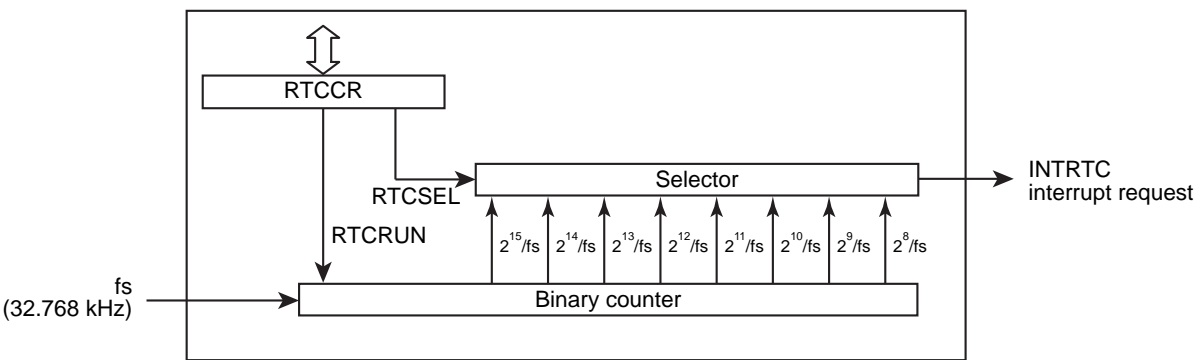 RTCCR
Selector
INTRTC
interrupt request
RTCSEL
RTCRUN
2^15/fs 2^14/fs 2^13/fs 2^12/fs 2^11/fs 2^10/fs 2^9/fs 2^8/fs
fs
(32.768 kHz)
Binary counter